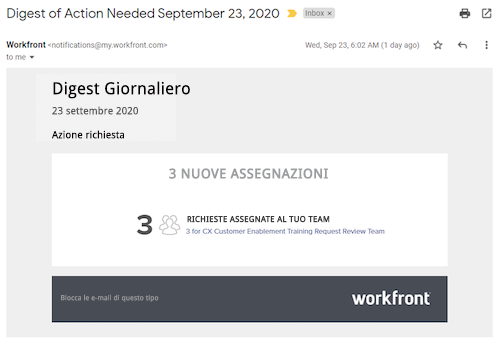 Digest of Action Needed September 23, 2020 Inbox ×
Workfront <notifications@my.workfront.com> Wed, Sep 23, 6:02 AM (1 day ago)
to me
Digest Giornaliero
23 settembre 2020
Azione richiesta
3 NUOVE ASSEGNAZIONI
3 RICHIESTE ASSEGNATE AL TUO TEAM
3 for CX Customer Enablement Training Request Review Team
Blocca le e-mail di questo tipo workfront